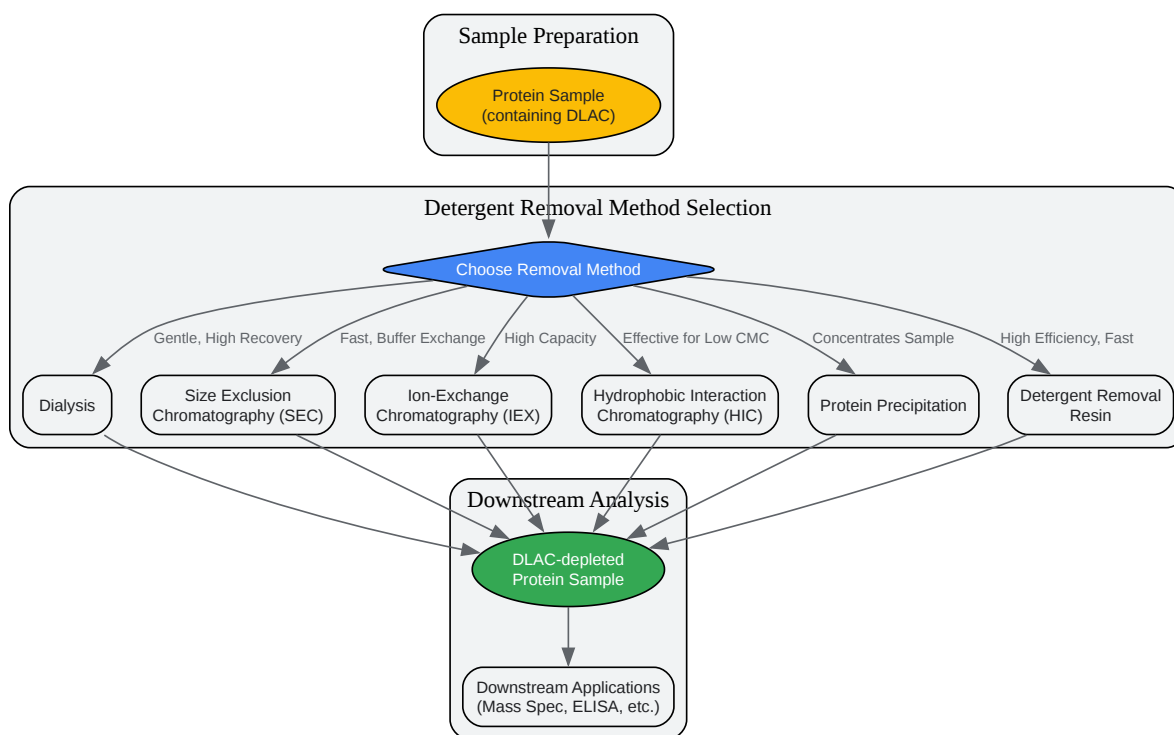 Sample Preparation
Protein Sample
(containing DLAC)
Detergent Removal Method Selection
Choose Removal Method
Gentle, High Recovery
Fast, Buffer Exchange
High Capacity
Effective for Low CMC
Concentrates Sample
High Efficiency, Fast
Dialysis
Size Exclusion
Chromatography (SEC)
Ion-Exchange
Chromatography (IEX)
Hydrophobic Interaction
Chromatography (HIC)
Protein Precipitation
Detergent Removal
Resin
Downstream Analysis
DLAC-depleted
Protein Sample
Downstream Applications
(Mass Spec, ELISA, etc.)